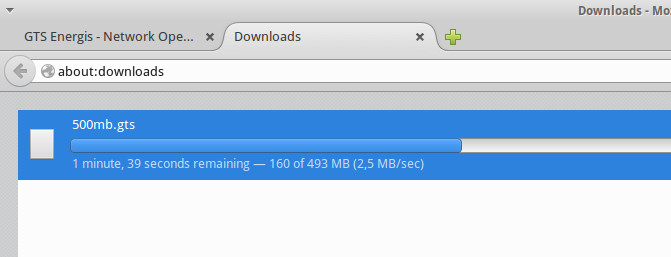 Downloads - Mo
GTS Energis - Network Ope...
Downloads
about:downloads
500mb.gts
1 minute, 39 seconds remaining — 160 of 493 MB (2,5 MB/sec)